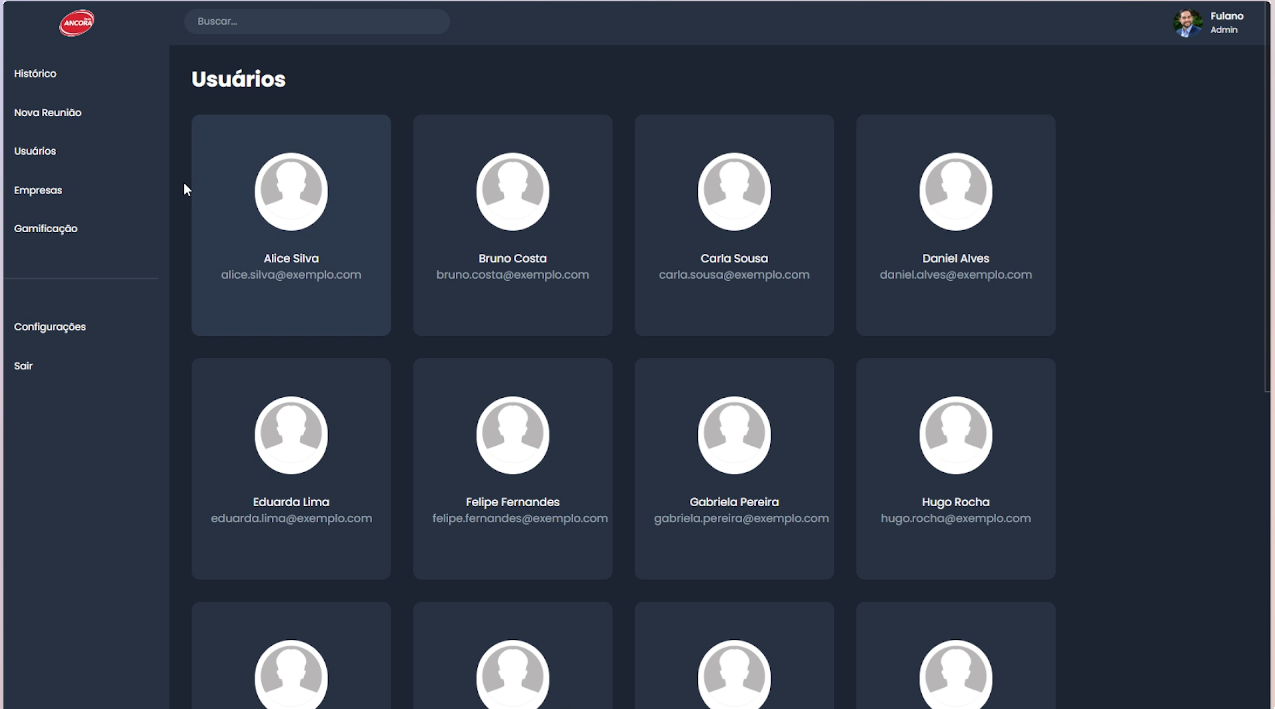 ANCORA
Buscar...
Fulano
Admin
Histórico
Nova Reunião
Usuários
Empresas
Gamificação
Configurações
Sair
Usuários
Alice Silva
alice.silva@exemplo.com
Bruno Costa
bruno.costa@exemplo.com
Carla Sousa
carla.sousa@exemplo.com
Daniel Alves
daniel.alves@exemplo.com
Eduarda Lima
eduarda.lima@exemplo.com
Felipe Fernandes
felipe.fernandes@exemplo.com
Gabriela Pereira
gabriela.pereira@exemplo.com
Hugo Rocha
hugo.rocha@exemplo.com